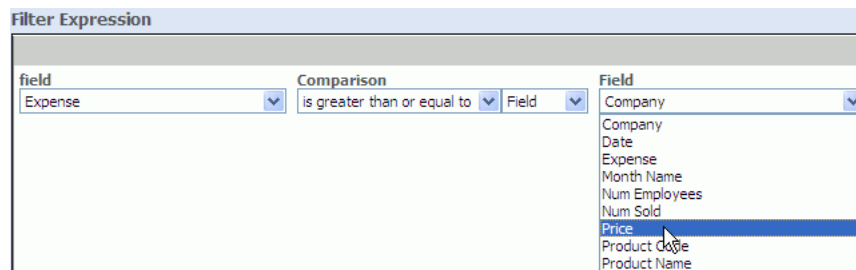 Filter Expression
field Comparison Field
Expense is greater than or equal to Field Company
Company
Date
Expense
Month Name
Num Employees
Num Sold
Price
Product Code
Product Name